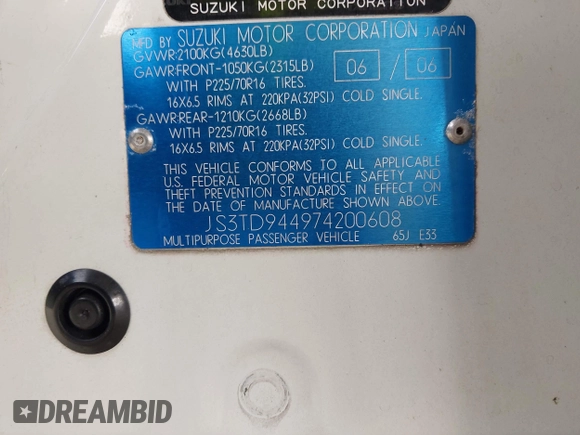 SUZUKI MOTOR CORPORATION
MFD BY SUZUKI MOTOR CORPORATION JAPAN
GVWR:2100KG(4630LB)
GAWR:FRONT-1050KG(2315LB) 06 / 06
WITH P225/70R16 TIRES.
16X6.5 RIMS AT 220KPA(32PSI) COLD SINGLE.
GAWR:REAR-1210KG(2668LB)
WITH P225/70R16 TIRES.
16X6.5 RIMS AT 220KPA(32PSI) COLD SINGLE.
THIS VEHICLE CONFORMS TO ALL APPLICABLE
U.S. FEDERAL MOTOR VEHICLE SAFETY AND
THEFT PREVENTION STANDARDS IN EFFECT ON
THE DATE OF MANUFACTURE SHOWN ABOVE.
JS3TD944974200608
MULTIPURPOSE PASSENGER VEHICLE 65J E33
DREAMBID